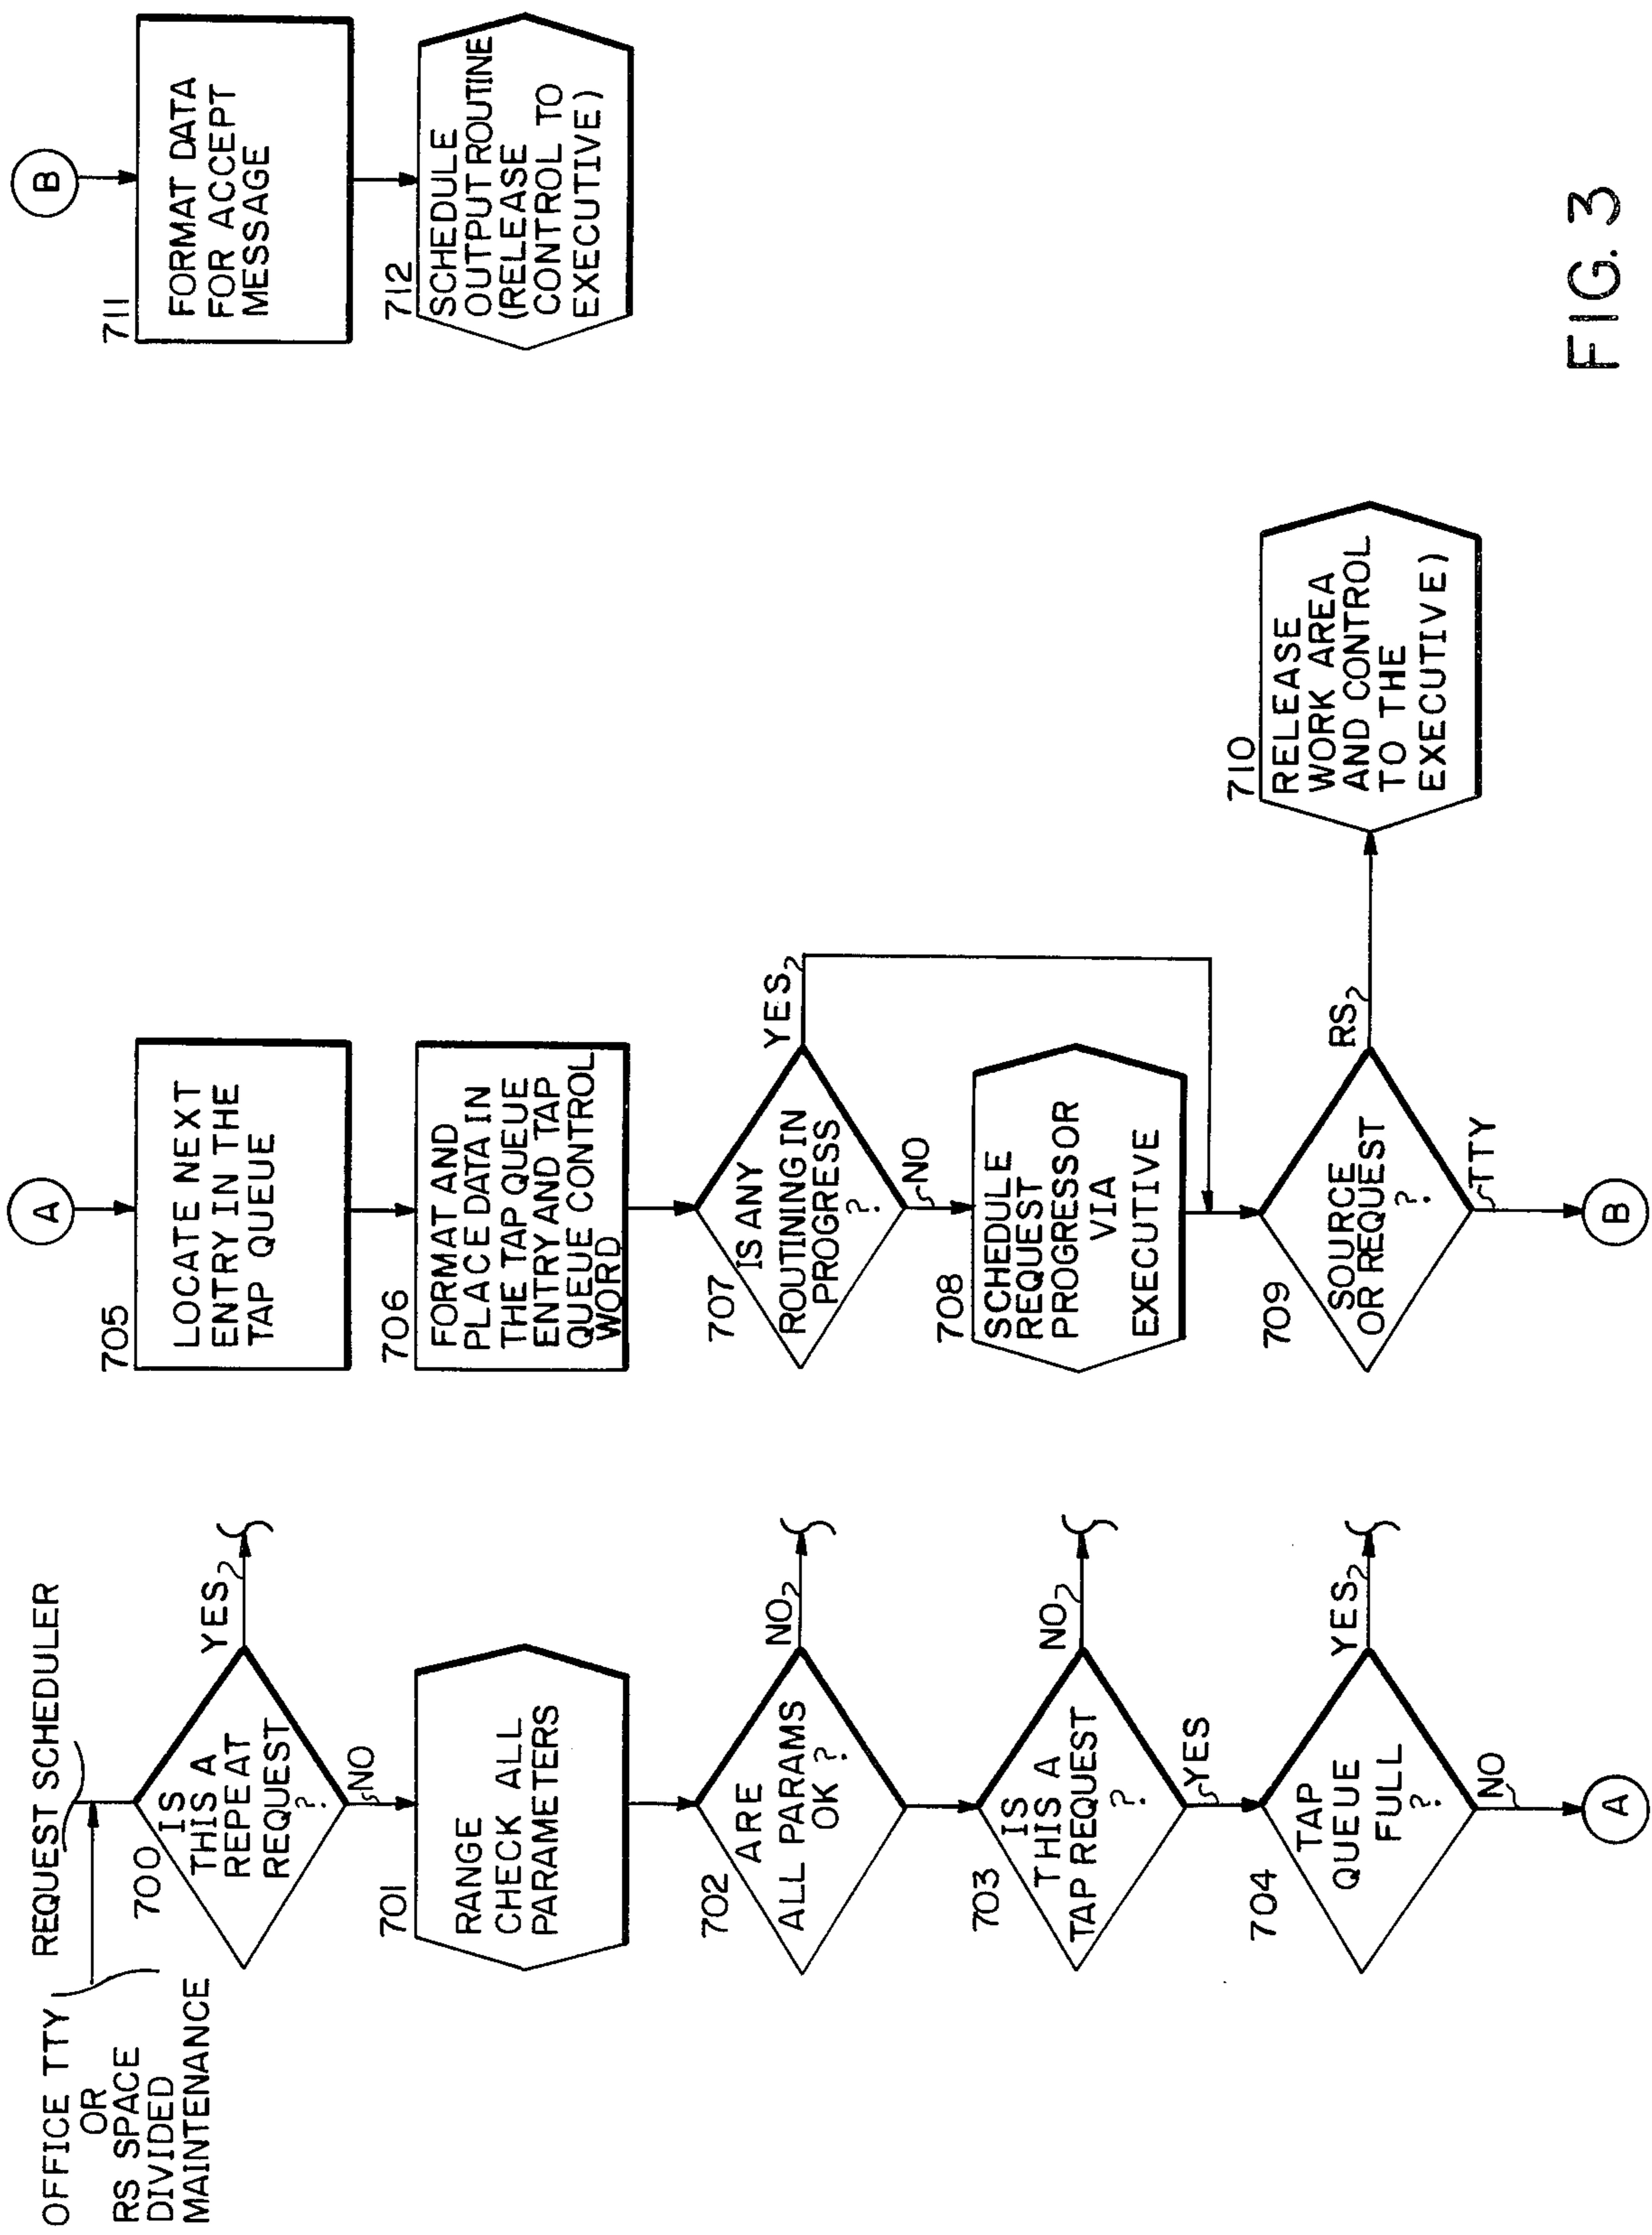 OFFICE TTY
OR
RS SPACE
DIVIDED
MAINTENANCE
REQUEST SCHEDULER
700
IS
THIS A
REPEAT
REQUEST
?
YES
NO
701
RANGE
CHECK ALL
PARAMETERS
702
ARE
ALL PARAMS
OK ?
NO
703
IS
THIS A
TAP REQUEST
?
NO
YES
704
TAP
QUEUE
FULL
?
YES
NO
A
A
705
LOCATE NEXT
ENTRY IN THE
TAP QUEUE
706
FORMAT AND
PLACE DATA IN
THE TAP QUEUE
ENTRY AND TAP
QUEUE CONTROL
WORD
707
IS ANY
ROUTINING IN
PROGRESS
?
YES
NO
708
SCHEDULE
REQUEST
PROGRESSOR
VIA
EXECUTIVE
709
SOURCE
OR REQUEST
?
RS
TTY
B
710
RELEASE
WORK AREA
AND CONTROL
TO THE
EXECUTIVE)
B
711
FORMAT DATA
FOR ACCEPT
MESSAGE
712
SCHEDULE
OUTPUT ROUTINE
(RELEASE
CONTROL TO
EXECUTIVE)
FIG. 3